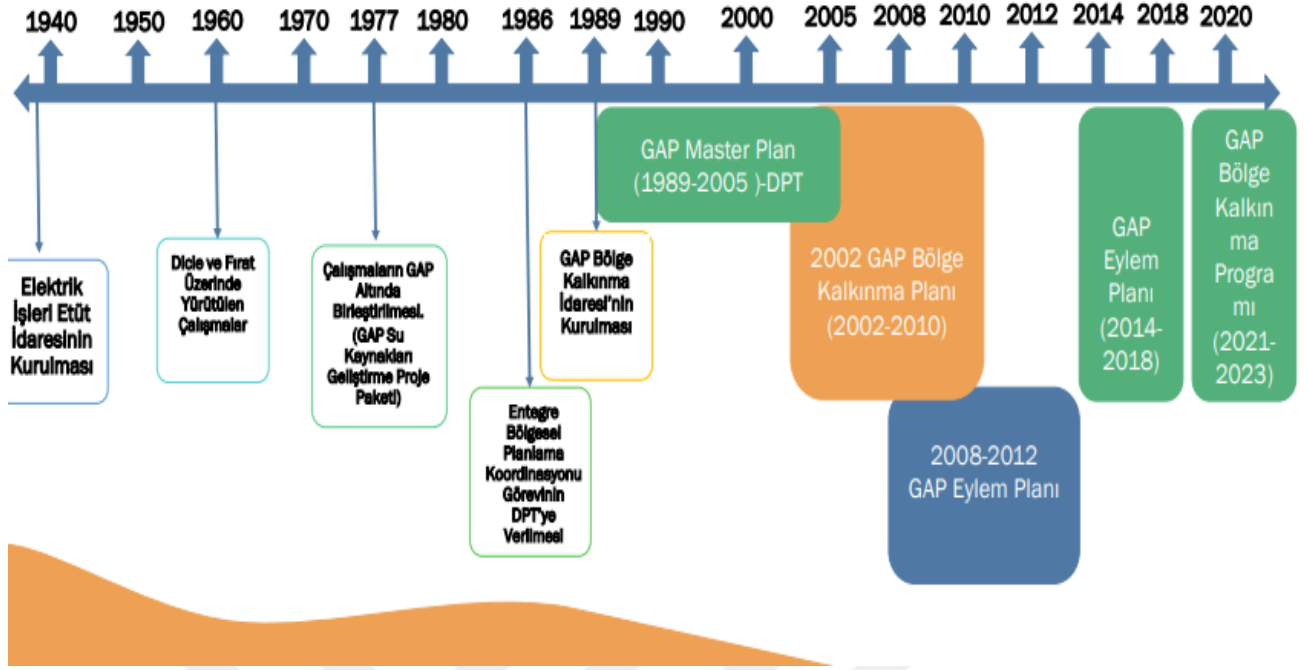 1940 1950 1960 1970 1977 1980 1986 1989 1990 2000 2005 2008 2010 2012 2014 2018 2020
Elektrik
İşleri Etüt
İdaresinin
Kurulması
Dicle ve Fırat
Üzerinde
Yürütülen
Çalışmalar
Çalışmaların GAP
Altında
Birleştirilmesi.
(GAP Su
Kaynakları
Geliştirme Proje
Paketi)
Entegre
Bölgesel
Planlama
Koordinasyonu
Görevinin
DPT'ye
Verilmesi
GAP Bölge
Kalkınma
İdaresi'nin
Kurulması
GAP Master Plan
(1989-2005 )-DPT
2002 GAP Bölge
Kalkınma Planı
(2002-2010)
2008-2012
GAP Eylem Planı
GAP
Eylem
Planı
(2014-
2018)
GAP
Bölge
Kalkın
ma
Progra
mı
(2021-
2023)